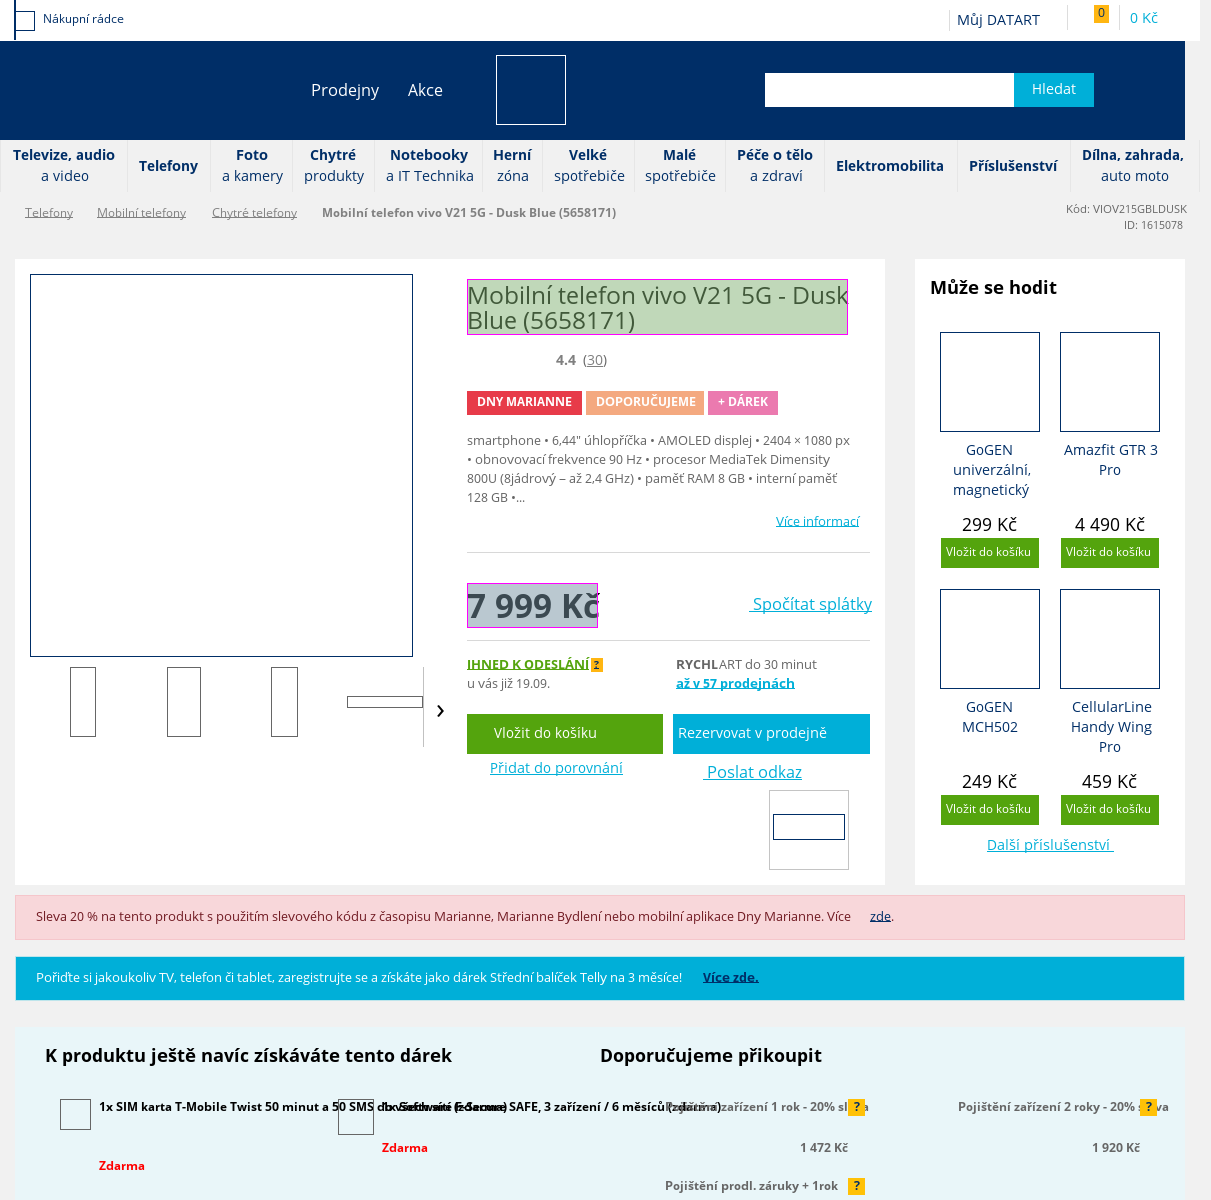 Nákupní rádce
Můj DATART
0
0 Kč
Prodejny
Akce
Hledat
Televize, audio
a video
Telefony
Foto
a kamery
Chytré
produkty
Notebooky
a IT Technika
Herní
zóna
Velké
spotřebiče
Malé
spotřebiče
Péče o tělo
a zdraví
Elektromobilita
Příslušenství
Dílna, zahrada,
auto moto
Telefony
Mobilní telefony
Chytré telefony
Mobilní telefon vivo V21 5G - Dusk Blue (5658171)
Kód: VIOV215GBLDUSK
ID: 1615078
Mobilní telefon vivo V21 5G - Dusk
Blue (5658171)
4.4 (30)
DNY MARIANNE
DOPORUČUJEME
+ DÁREK
smartphone • 6,44" úhlopříčka • AMOLED displej • 2404 × 1080 px
• obnovovací frekvence 90 Hz • procesor MediaTek Dimensity
800U (8jádrový – až 2,4 GHz) • paměť RAM 8 GB • interní paměť
128 GB •...
Více informací
7 999 Kč
Spočítat splátky
IHNED K ODESLÁNÍ ?
u vás již 19.09.
RYCHLART do 30 minut
až v 57 prodejnách
Vložit do košíku
Rezervovat v prodejně
Přidat do porovnání
Poslat odkaz
Může se hodit
GoGEN
univerzální,
magnetický
299 Kč
Vložit do košíku
Amazfit GTR 3
Pro
4 490 Kč
Vložit do košíku
GoGEN
MCH502
249 Kč
Vložit do košíku
CellularLine
Handy Wing
Pro
459 Kč
Vložit do košíku
Další příslušenství
Sleva 20 % na tento produkt s použitím slevového kódu z časopisu Marianne, Marianne Bydlení nebo mobilní aplikace Dny Marianne. Více zde.
Pořiďte si jakoukoliv TV, telefon či tablet, zaregistrujte se a získáte jako dárek Střední balíček Telly na 3 měsíce! Více zde.
K produktu ještě navíc získáváte tento dárek
1x SIM karta T-Mobile Twist 50 minut a 50 SMS do všech sítí (zdarma)
Zdarma
1x Software F-Secure SAFE, 3 zařízení / 6 měsíců (zdarma)
Zdarma
Doporučujeme přikoupit
Pojištění zařízení 1 rok - 20% sleva
?
1 472 Kč
Pojištění zařízení 2 roky - 20% sleva
?
1 920 Kč
Pojištění prodl. záruky + 1rok
?